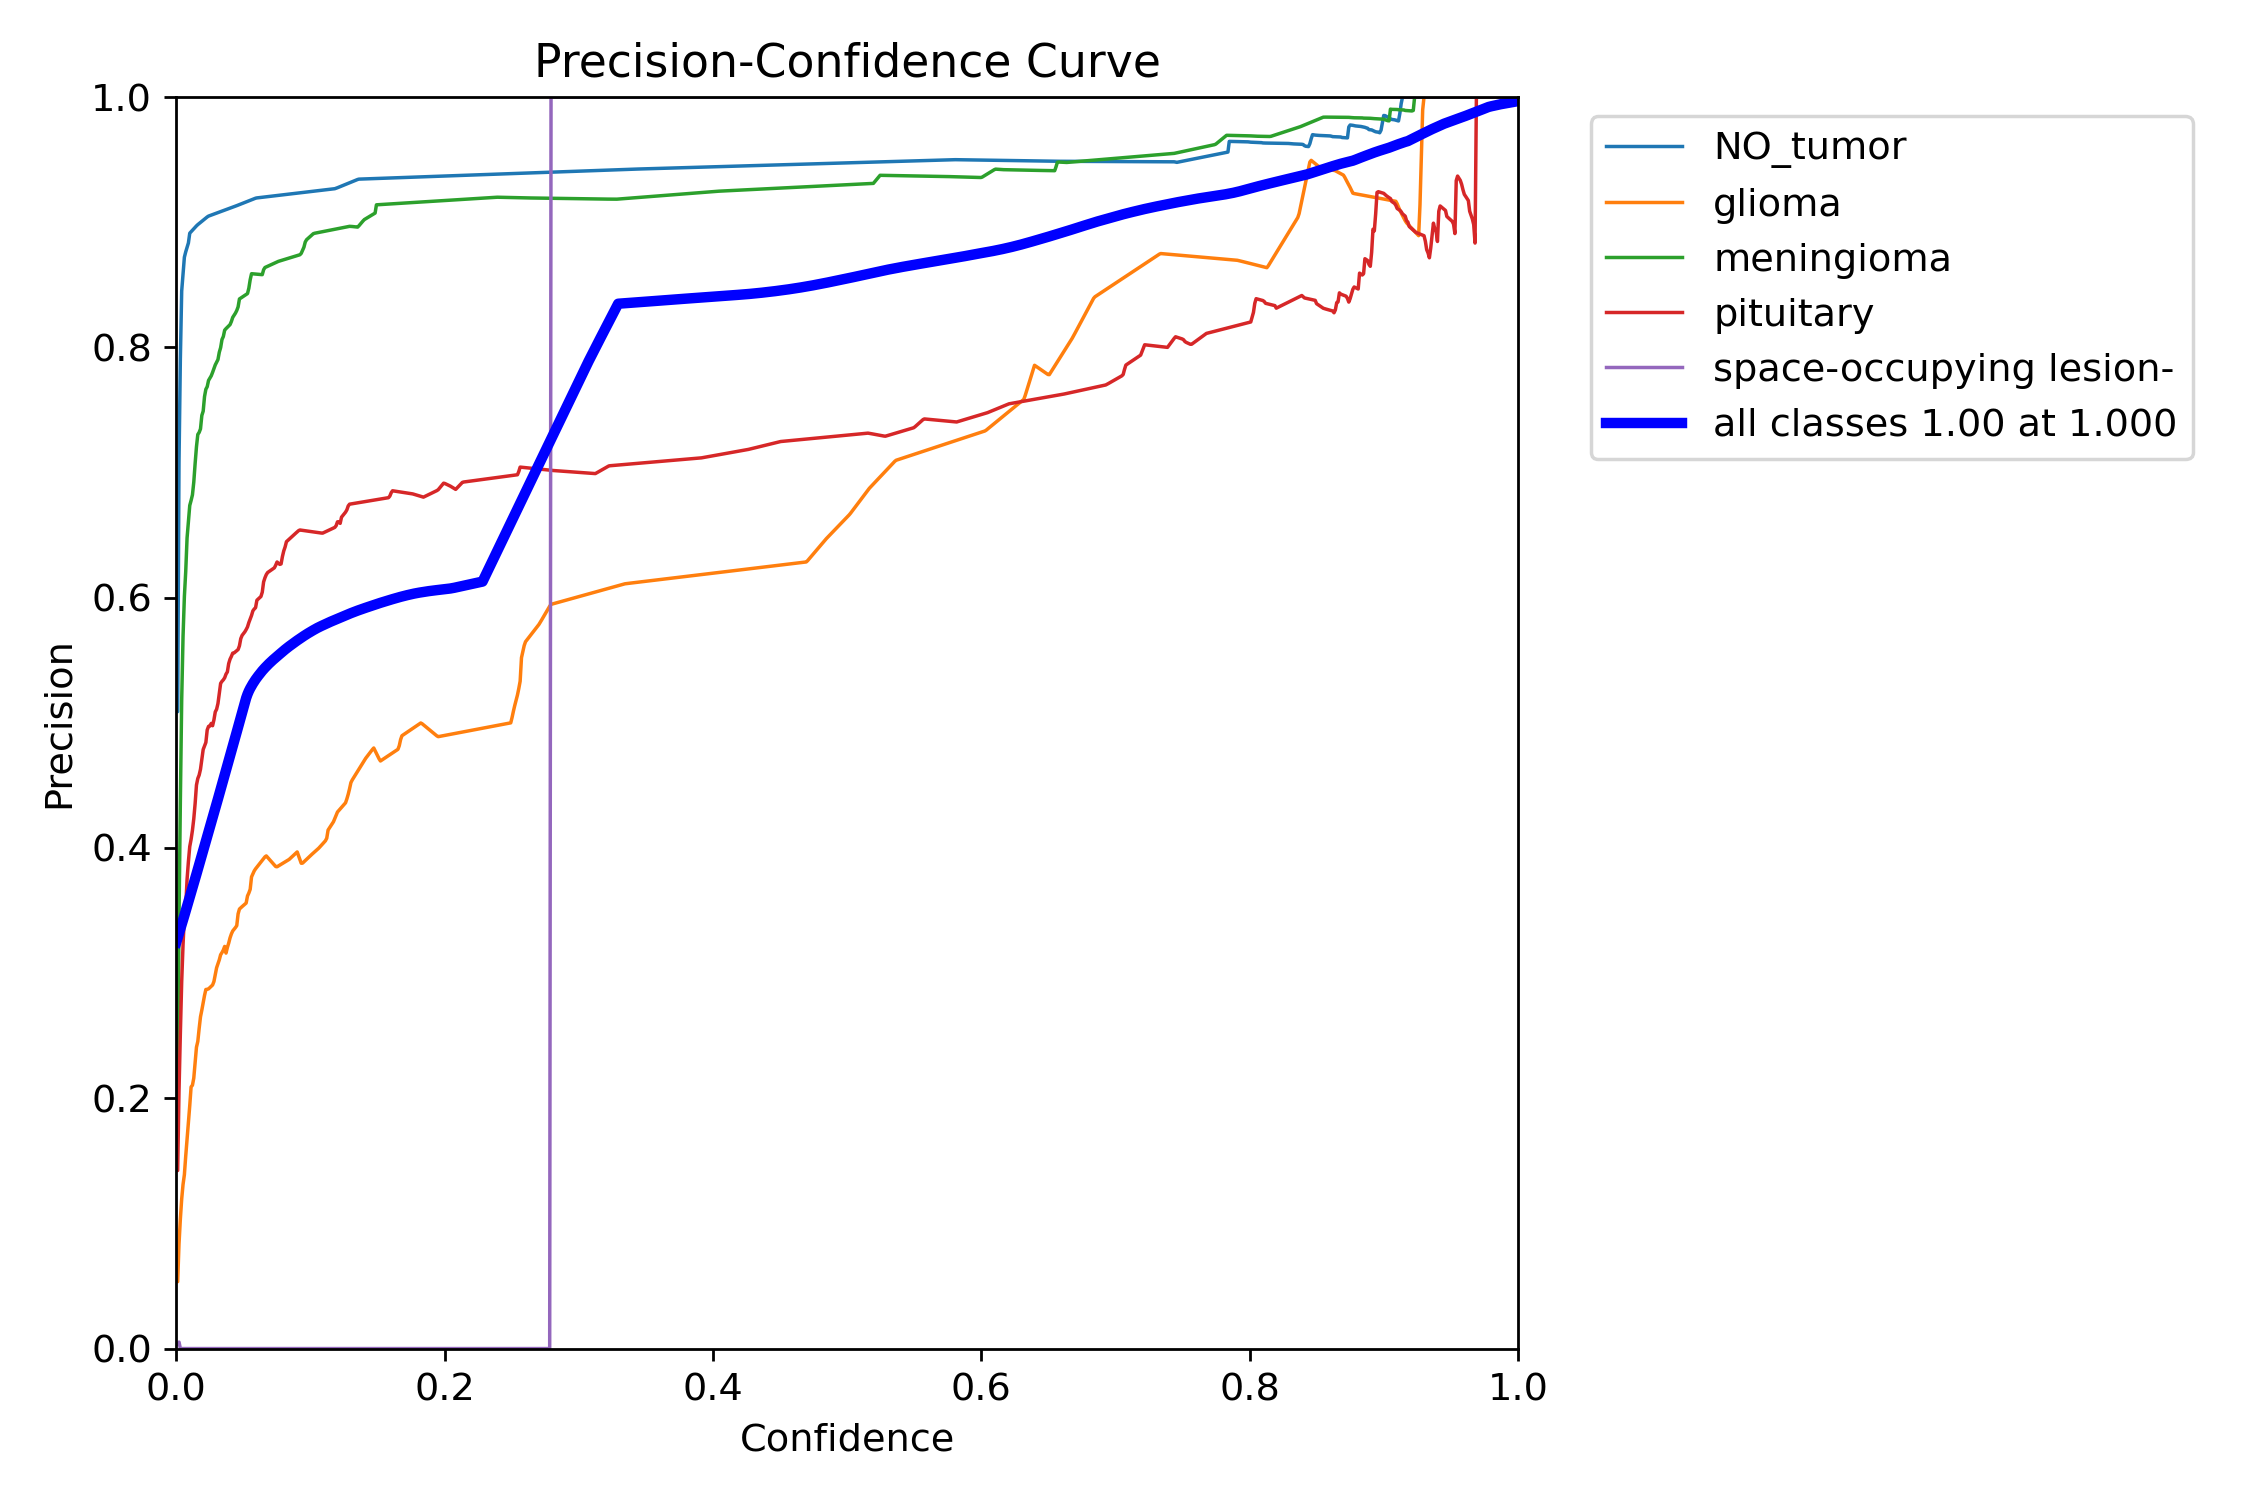 Precision-Confidence Curve
1.0
0.8
0.6
0.4
0.2
0.0
Precision
0.0 0.2 0.4 0.6 0.8 1.0
Confidence
NO_tumor
glioma
meningioma
pituitary
space-occupying lesion-
all classes 1.00 at 1.000